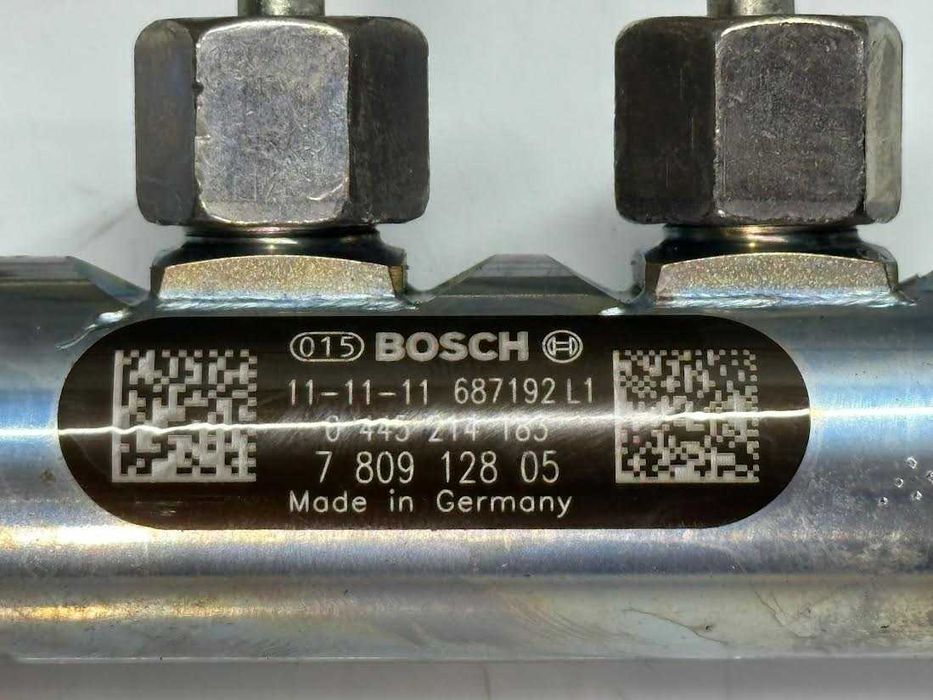 015 BOSCH
11-11-11 687192 L1
0 445 214 183
7 809 128 05
Made in Germany